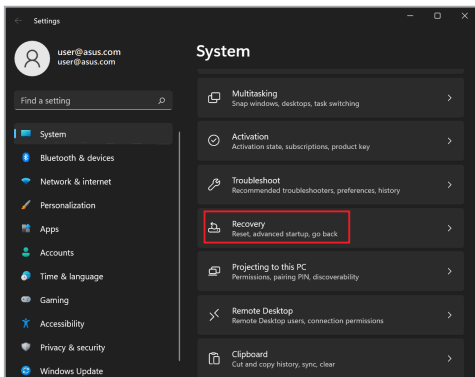 Settings
user@asus.com
user@asus.com
Find a setting
System
Bluetooth & devices
Network & internet
Personalization
Apps
Accounts
Time & language
Gaming
Accessibility
Privacy & security
Windows Update
System
Multitasking
Snap windows, desktops, task switching
Activation
Activation state, subscriptions, product key
Troubleshoot
Recommended troubleshooters, preferences, history
Recovery
Reset, advanced startup, go back
Projecting to this PC
Permissions, pairing PIN, discoverability
Remote Desktop
Remote Desktop users, connection permissions
Clipboard
Cut and copy history, sync, clear